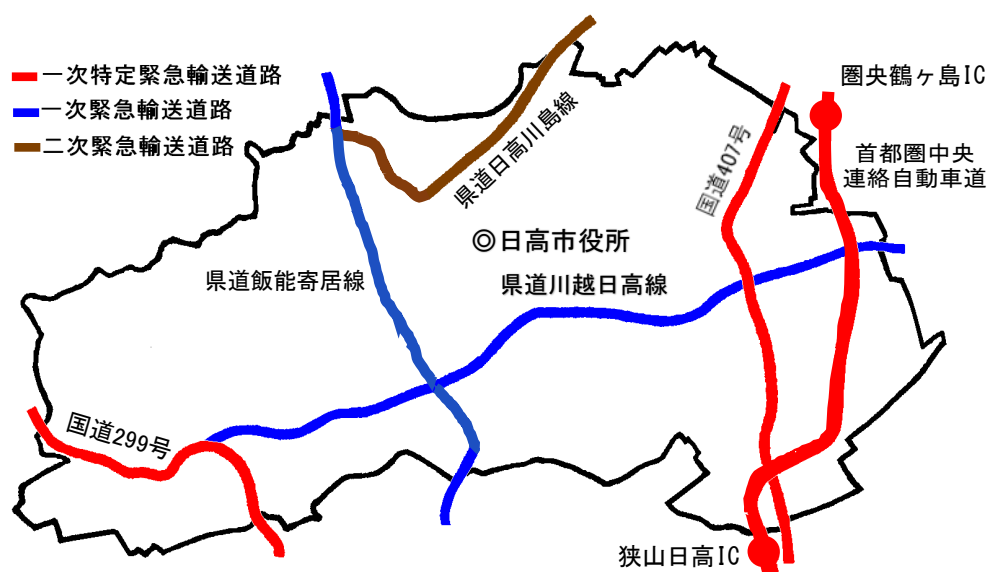 一次特定緊急輸送道路
一次緊急輸送道路
二次緊急輸送道路
圏央鶴ヶ島IC
首都圏中央
連絡自動車道
県道日高川島線
国道407号
◎日高市役所
県道飯能寄居線
県道川越日高線
国道299号
狭山日高IC